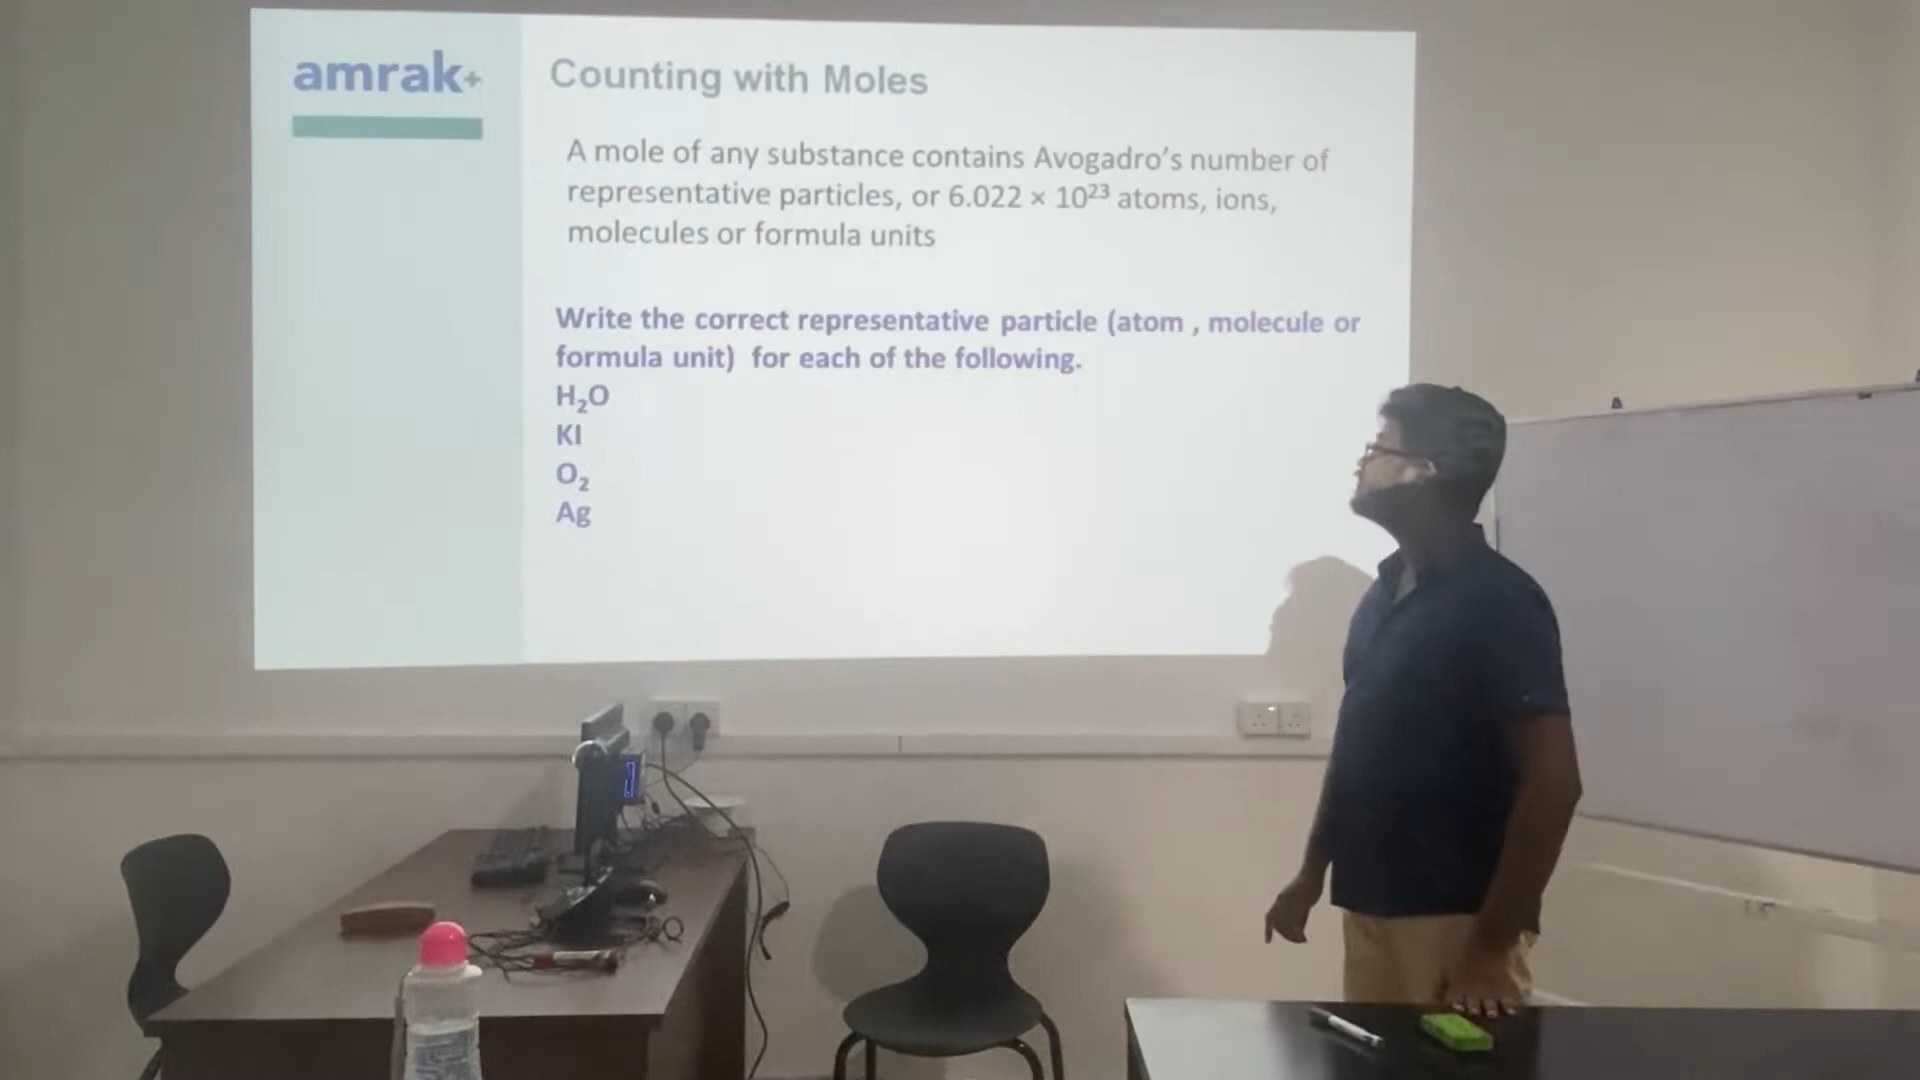 amrak+
Counting with Moles
A mole of any substance contains Avogadro's number of
representative particles, or 6.022 × 10²³ atoms, ions,
molecules or formula units
Write the correct representative particle (atom , molecule or
formula unit) for each of the following.
H₂O
KI
O₂
Ag